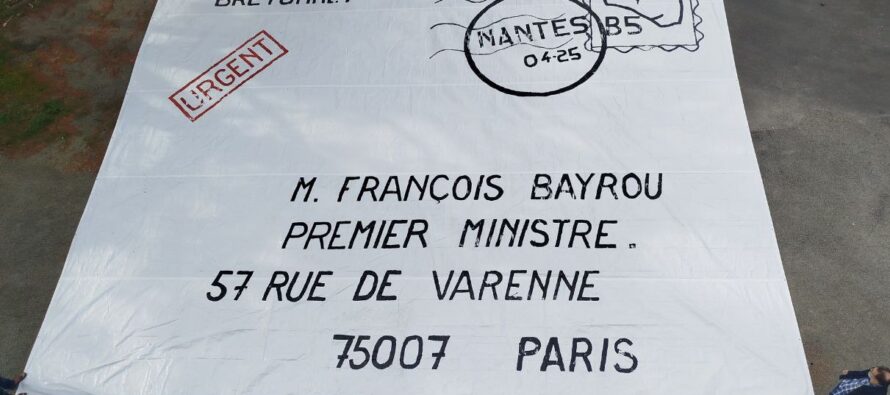 URGENT
NANTES
04-25
M. FRANÇOIS BAYROU
PREMIER MINISTRE.
57 RUE DE VARENNE
75007 PARIS